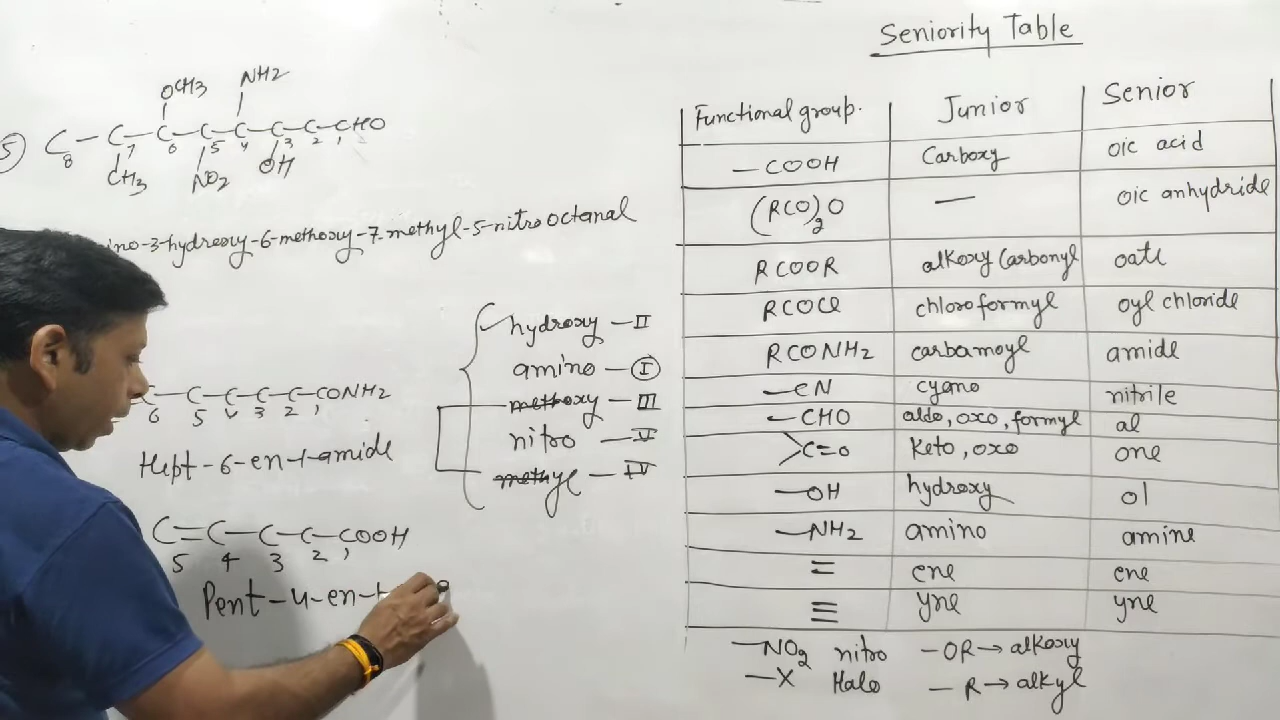 Seniority Table
5
OCH3 NH2
C - C - C - C - C - C - C - C - CHO
8 7 6 5 4 3 2 1
CH3 NO2 OH
ino-3-hydroxy-6-methoxy-7-methyl-5-nitro octanal
hydroxy - II
amino - I
methoxy - III
nitro - V
methyl - IV
C - C - C - C - C - CONH2
6 5 4 3 2 1
Hept-6-en-1-amide
C = C - C - C - COOH
5 4 3 2 1
Pent-4-en-1
Functional group. Junior Senior
-COOH Carboxy oic acid
(RCO)2O — oic anhydride
RCOOR alkoxy Carbonyl oate
RCOCl chloroformyl oyl chloride
RCONH2 carbamoyl amide
-CN cyano nitrile
-CHO aldo, oxo, formyl al
>C=O Keto, oxo one
-OH hydroxy ol
-NH2 amino amine
= ene ene
≡ yne yne
-NO2 nitro -OR→alkoxy
-X Halo -R→alkyl